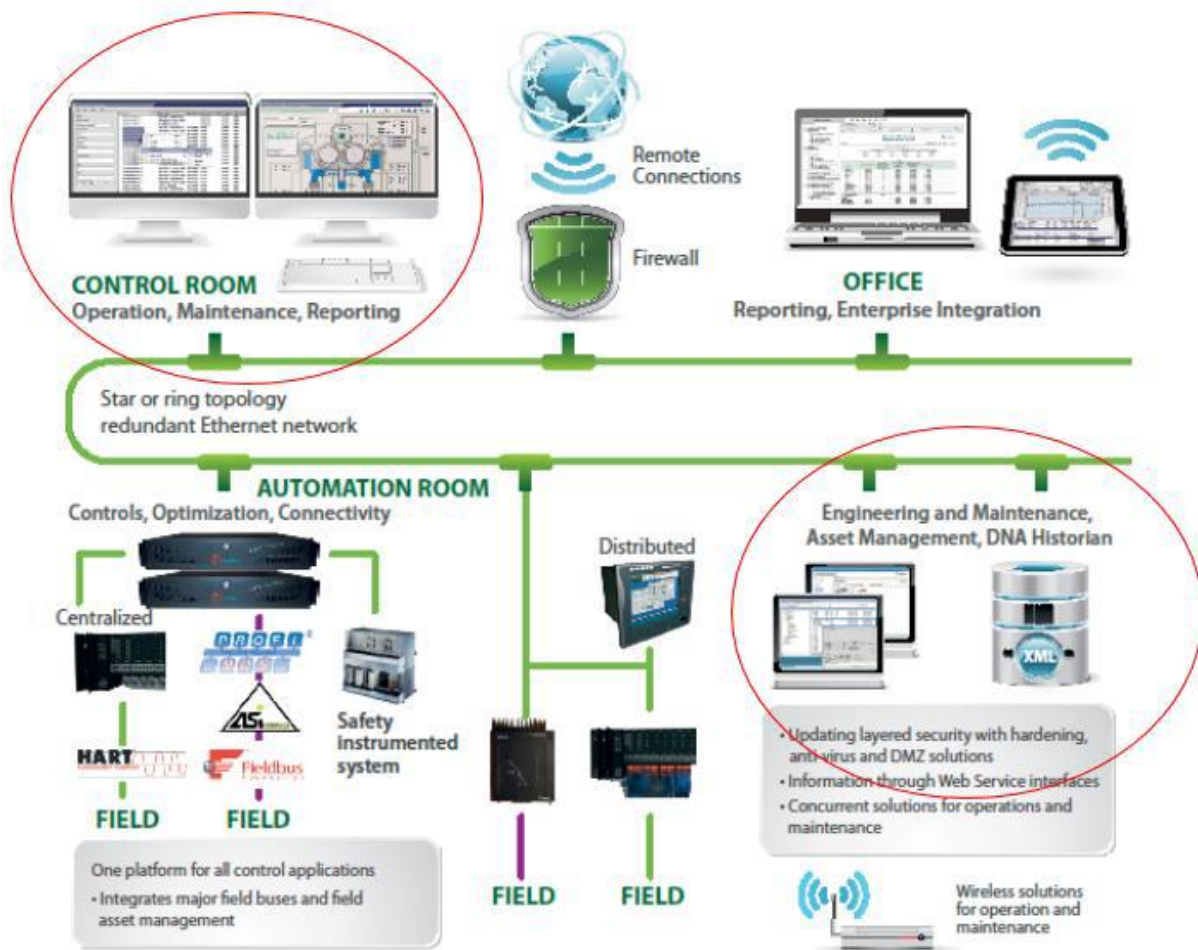 Remote
Connections
Firewall
CONTROL ROOM
Operation, Maintenance, Reporting
OFFICE
Reporting, Enterprise Integration
Star or ring topology
redundant Ethernet network
AUTOMATION ROOM
Controls, Optimization, Connectivity
Engineering and Maintenance,
Asset Management, DNA Historian
Distributed
Centralized
PROFI
BUS
XML
ASi
Safety
instrumented
system
HART
Fieldbus
FIELD
FIELD
One platform for all control applications
• Integrates major field buses and field
asset management
FIELD
FIELD
• Updating layered security with hardening,
anti-virus and DMZ solutions
• Information through Web Service interfaces
• Concurrent solutions for operations and
maintenance
Wireless solutions
for operation and
maintenance